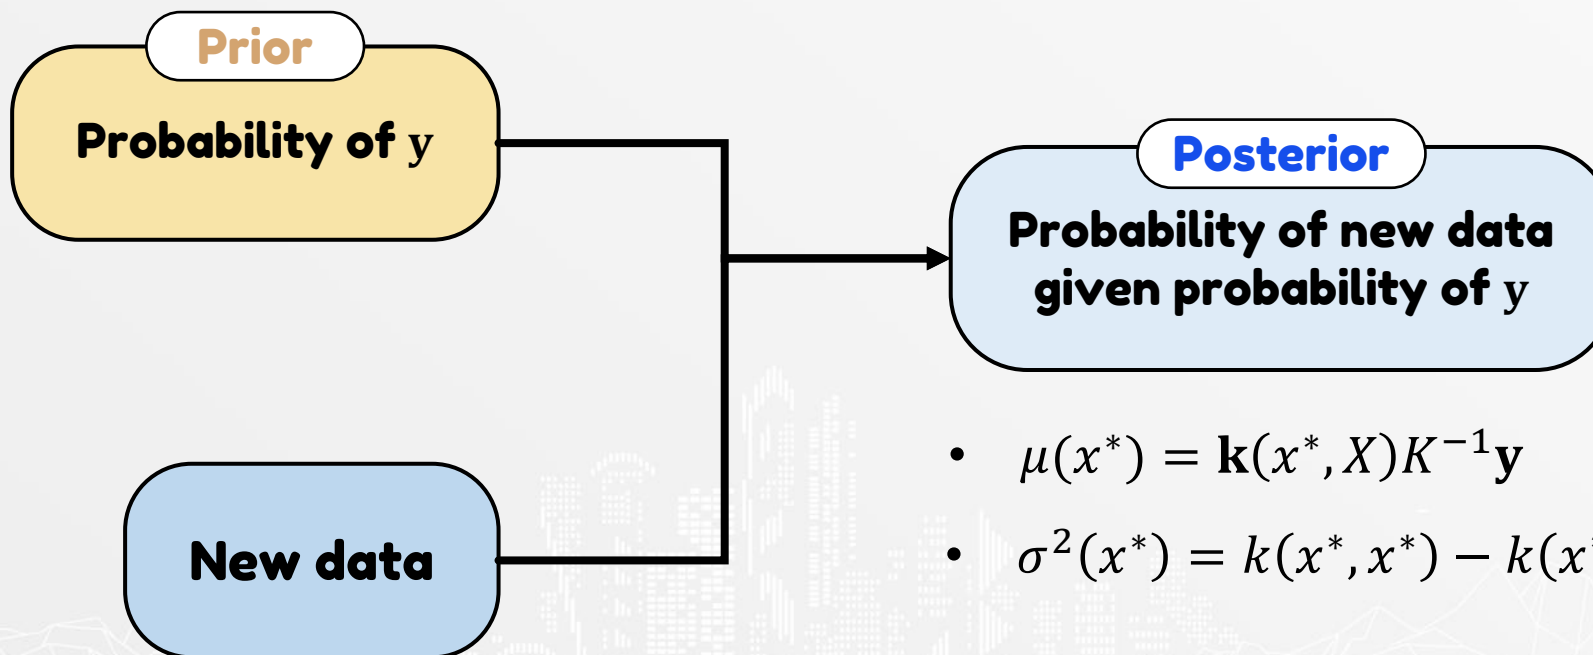 Prior
Probability of y
New data
Posterior
Probability of new data
given probability of y
• μ(x*) = k(x*, X)K⁻¹y
• σ²(x*) = k(x*, x*) − k(x*